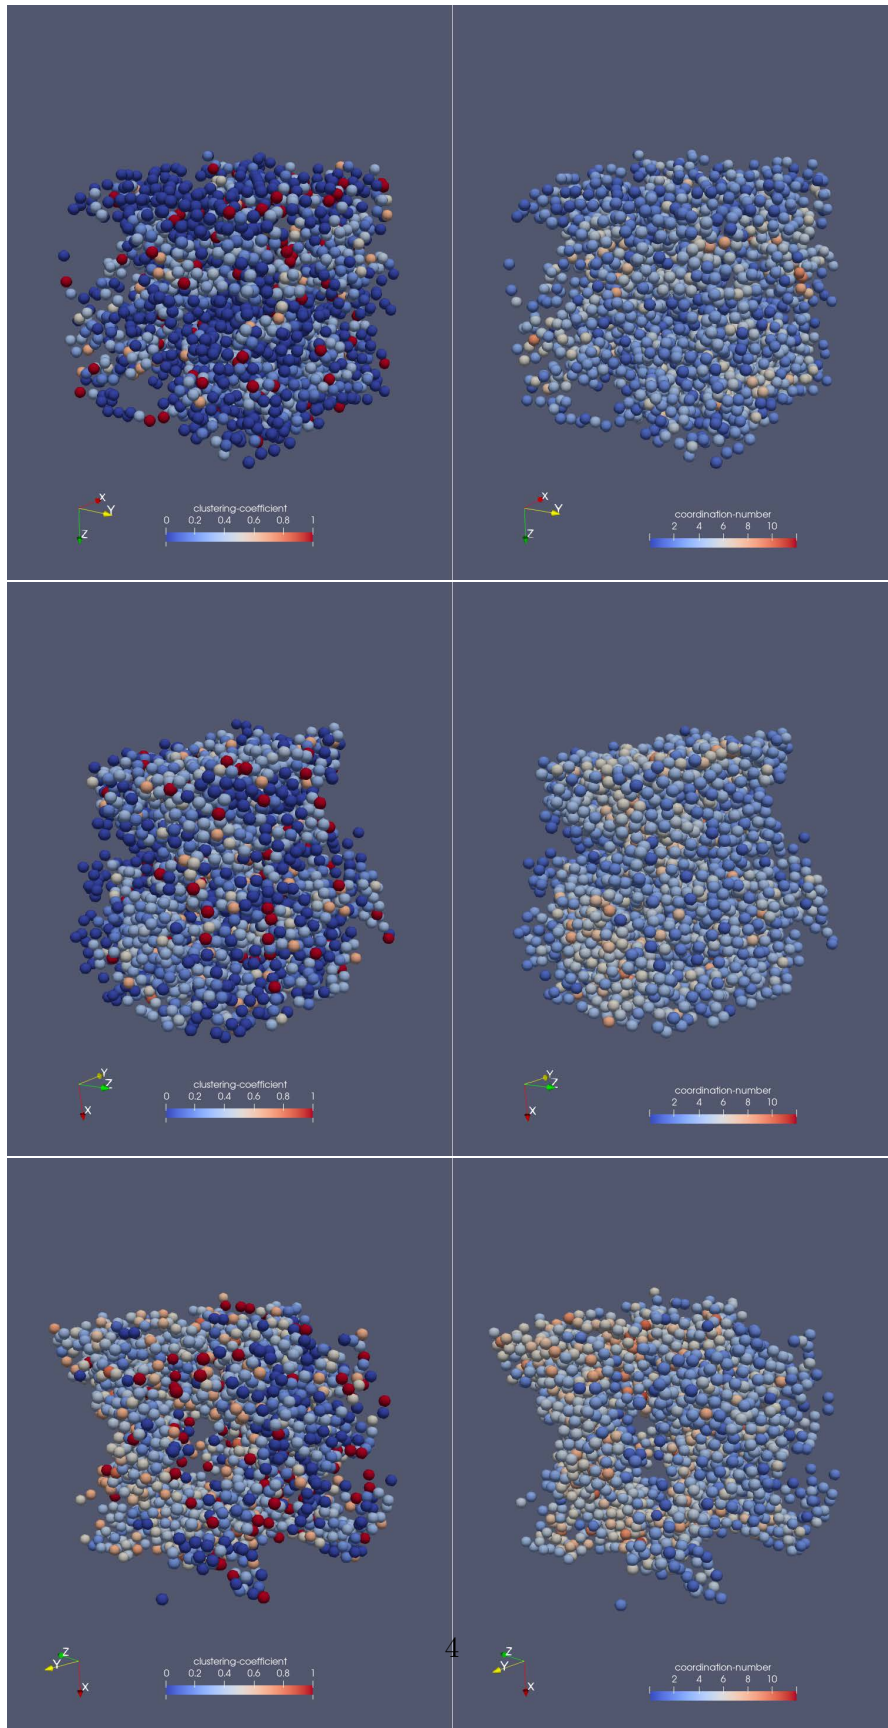 X
Y
Z
clustering-coefficient
0 0.2 0.4 0.6 0.8 1
X
Y
Z
coordination-number
2 4 6 8 10
Y
Z
X
clustering-coefficient
0 0.2 0.4 0.6 0.8 1
Y
Z
X
coordination-number
2 4 6 8 10
Z
Y
X
clustering-coefficient
0 0.2 0.4 0.6 0.8 1
Z
Y
X
coordination-number
2 4 6 8 10
4